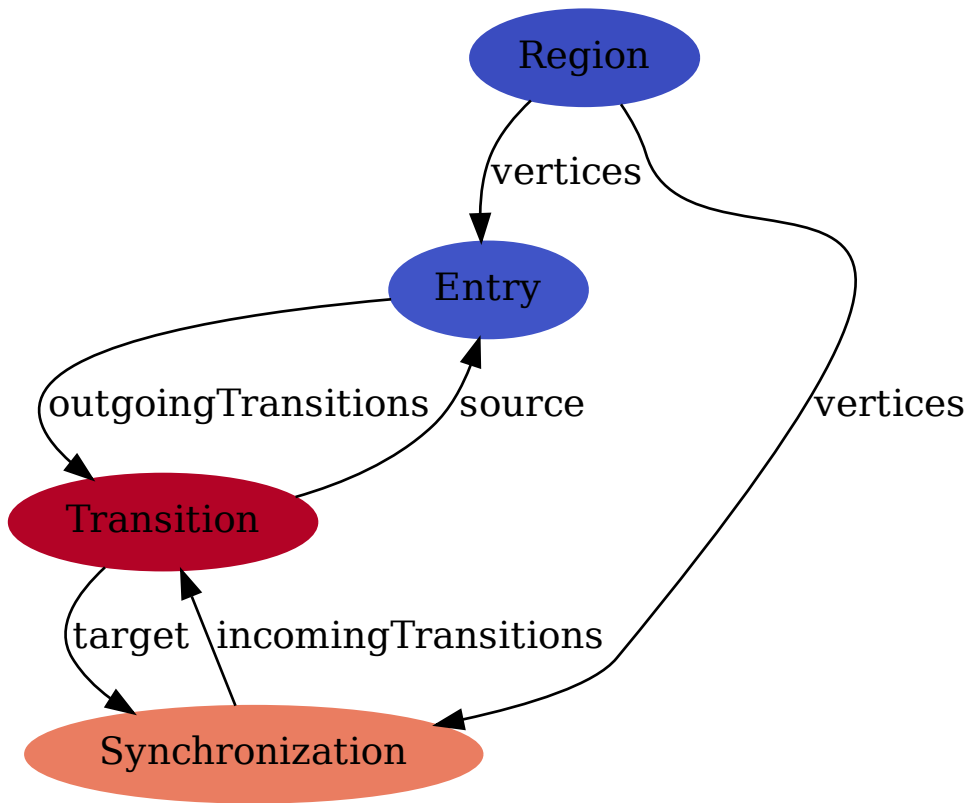 Region
vertices
Entry
outgoingTransitions
source
vertices
Transition
target
incomingTransitions
Synchronization